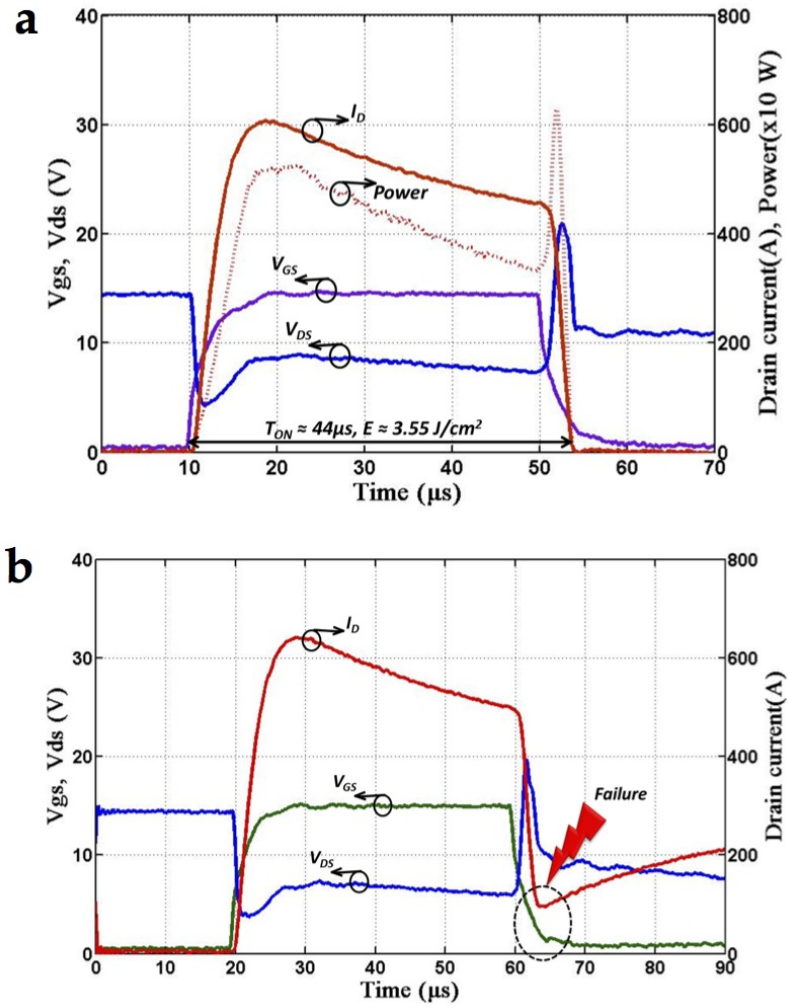 a
40
30
20
10
0
Vgs, Vds (V)
800
600
400
200
0
Drain current(A), Power(x10 W)
I_D
Power
V_GS
V_DS
T_ON ≈ 44μs, E ≈ 3.55 J/cm²
0 10 20 30 40 50 60 70
Time (μs)
b
40
30
20
10
0
Vgs, Vds (V)
800
600
400
200
0
Drain current(A)
I_D
V_GS
V_DS
Failure
0 10 20 30 40 50 60 70 80 90
Time (μs)